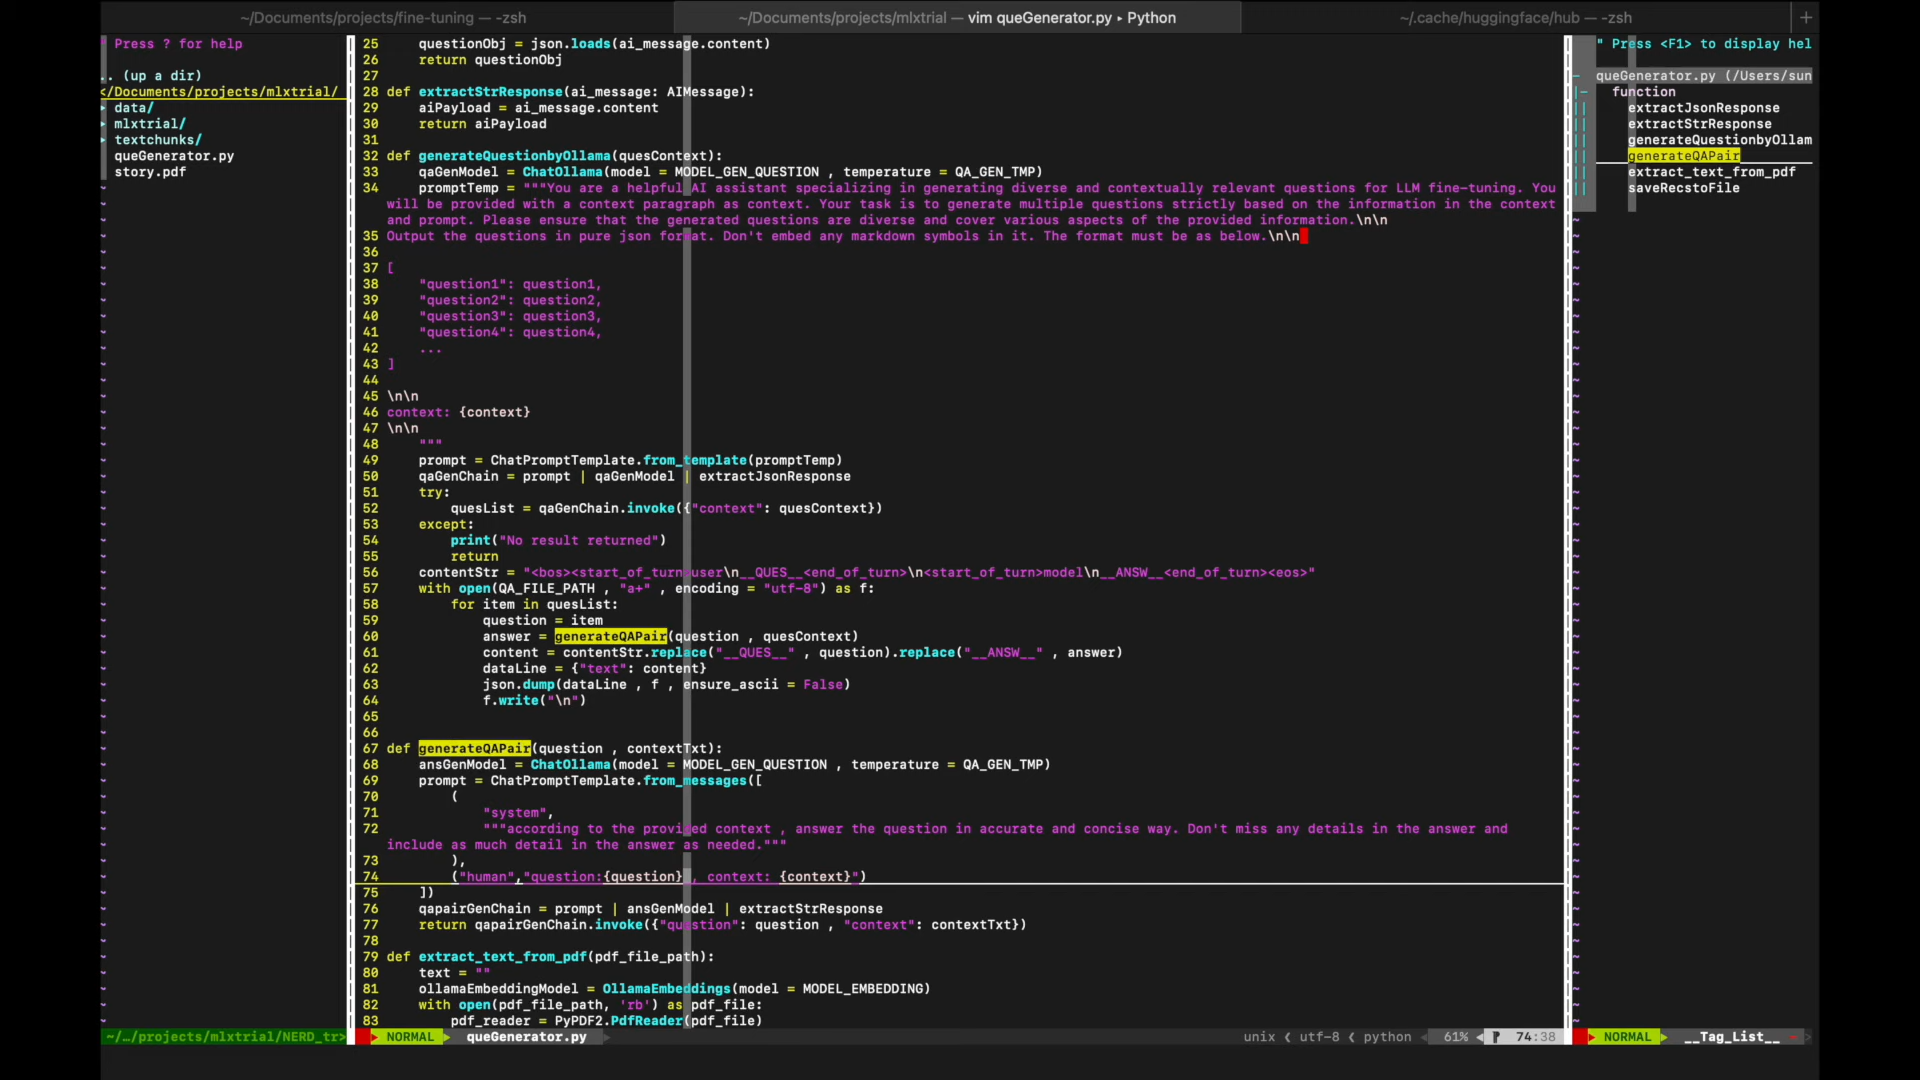 ~/Documents/projects/fine-tuning — -zsh
~/Documents/projects/mlxtrial — vim queGenerator.py ▸ Python
~/.cache/huggingface/hub — -zsh
+
" Press ? for help
.. (up a dir)
</Documents/projects/mlxtrial/
▸ data/
▸ mlxtrial/
▸ textchunks/
queGenerator.py
story.pdf
~/…/projects/mlxtrial/NERD_tr>
25     questionObj = json.loads(ai_message.content)
26     return questionObj
27
28 def extractStrResponse(ai_message: AIMessage):
29     aiPayload = ai_message.content
30     return aiPayload
31
32 def generateQuestionbyOllama(quesContext):
33     qaGenModel = ChatOllama(model = MODEL_GEN_QUESTION , temperature = QA_GEN_TMP)
34     promptTemp = """You are a helpful AI assistant specializing in generating diverse and contextually relevant questions for LLM fine-tuning. You
will be provided with a context paragraph as context. Your task is to generate multiple questions strictly based on the information in the context
and prompt. Please ensure that the generated questions are diverse and cover various aspects of the provided information.\n\n
35 Output the questions in pure json format. Don't embed any markdown symbols in it. The format must be as below.\n\n
36
37 [
38     "question1": question1,
39     "question2": question2,
40     "question3": question3,
41     "question4": question4,
42     ...
43 ]
44
45 \n\n
46 context: {context}
47 \n\n
48     """
49     prompt = ChatPromptTemplate.from_template(promptTemp)
50     qaGenChain = prompt | qaGenModel | extractJsonResponse
51     try:
52         quesList = qaGenChain.invoke({"context": quesContext})
53     except:
54         print("No result returned")
55         return
56     contentStr = "<bos><start_of_turn>user\n__QUES__<end_of_turn>\n<start_of_turn>model\n__ANSW__<end_of_turn><eos>"
57     with open(QA_FILE_PATH , "a+" , encoding = "utf-8") as f:
58         for item in quesList:
59             question = item
60             answer = generateQAPair(question , quesContext)
61             content = contentStr.replace("__QUES__" , question).replace("__ANSW__" , answer)
62             dataLine = {"text": content}
63             json.dump(dataLine , f , ensure_ascii = False)
64             f.write("\n")
65
66
67 def generateQAPair(question , contextTxt):
68     ansGenModel = ChatOllama(model = MODEL_GEN_QUESTION , temperature = QA_GEN_TMP)
69     prompt = ChatPromptTemplate.from_messages([
70         (
71             "system",
72             """according to the provided context , answer the question in accurate and concise way. Don't miss any details in the answer and
include as much detail in the answer as needed."""
73         ),
74         ("human","question:{question} , context: {context}")
75     ])
76     qapairGenChain = prompt | ansGenModel | extractStrResponse
77     return qapairGenChain.invoke({"question": question , "context": contextTxt})
78
79 def extract_text_from_pdf(pdf_file_path):
80     text = ""
81     ollamaEmbeddingModel = OllamaEmbeddings(model = MODEL_EMBEDDING)
82     with open(pdf_file_path, 'rb') as pdf_file:
83         pdf_reader = PyPDF2.PdfReader(pdf_file)
NORMAL queGenerator.py unix ❮ utf-8 ❮ python 61% 74:38
" Press <F1> to display hel
queGenerator.py (/Users/sun
function
extractJsonResponse
extractStrResponse
generateQuestionbyOllam
generateQAPair
extract_text_from_pdf
saveRecstoFile
NORMAL __Tag_List__ -